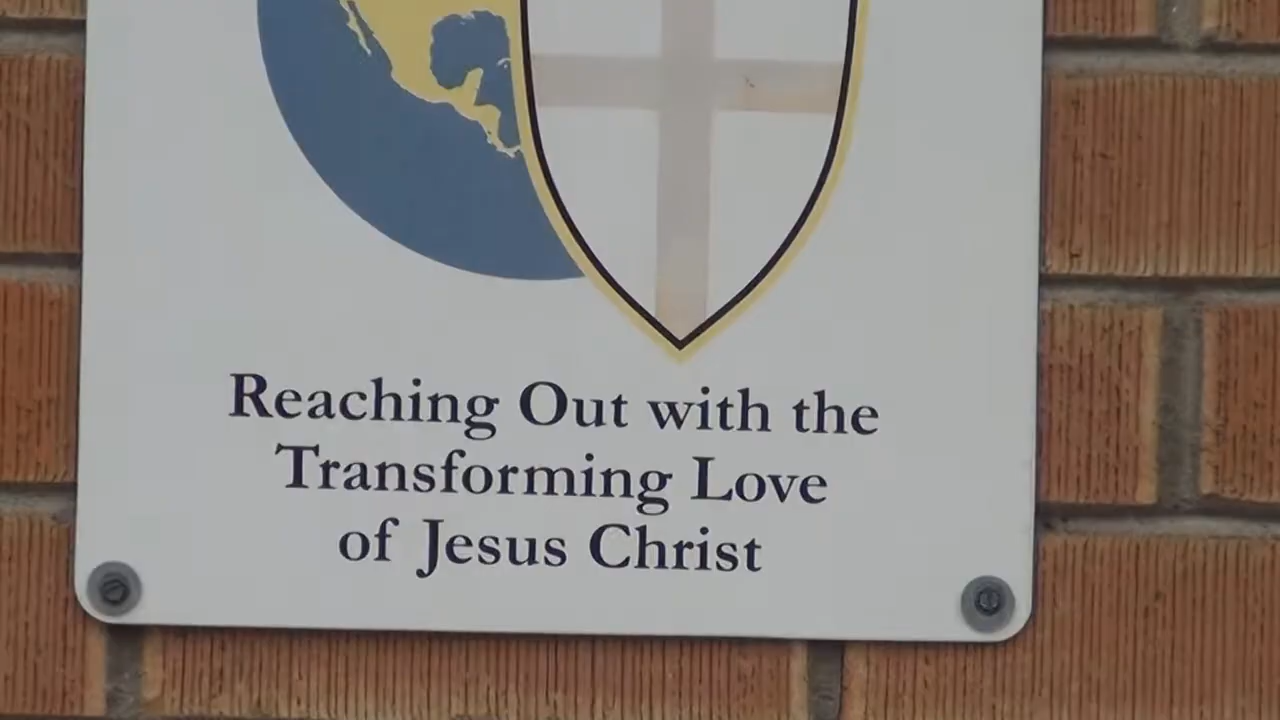 Reaching Out with the
Transforming Love
of Jesus Christ